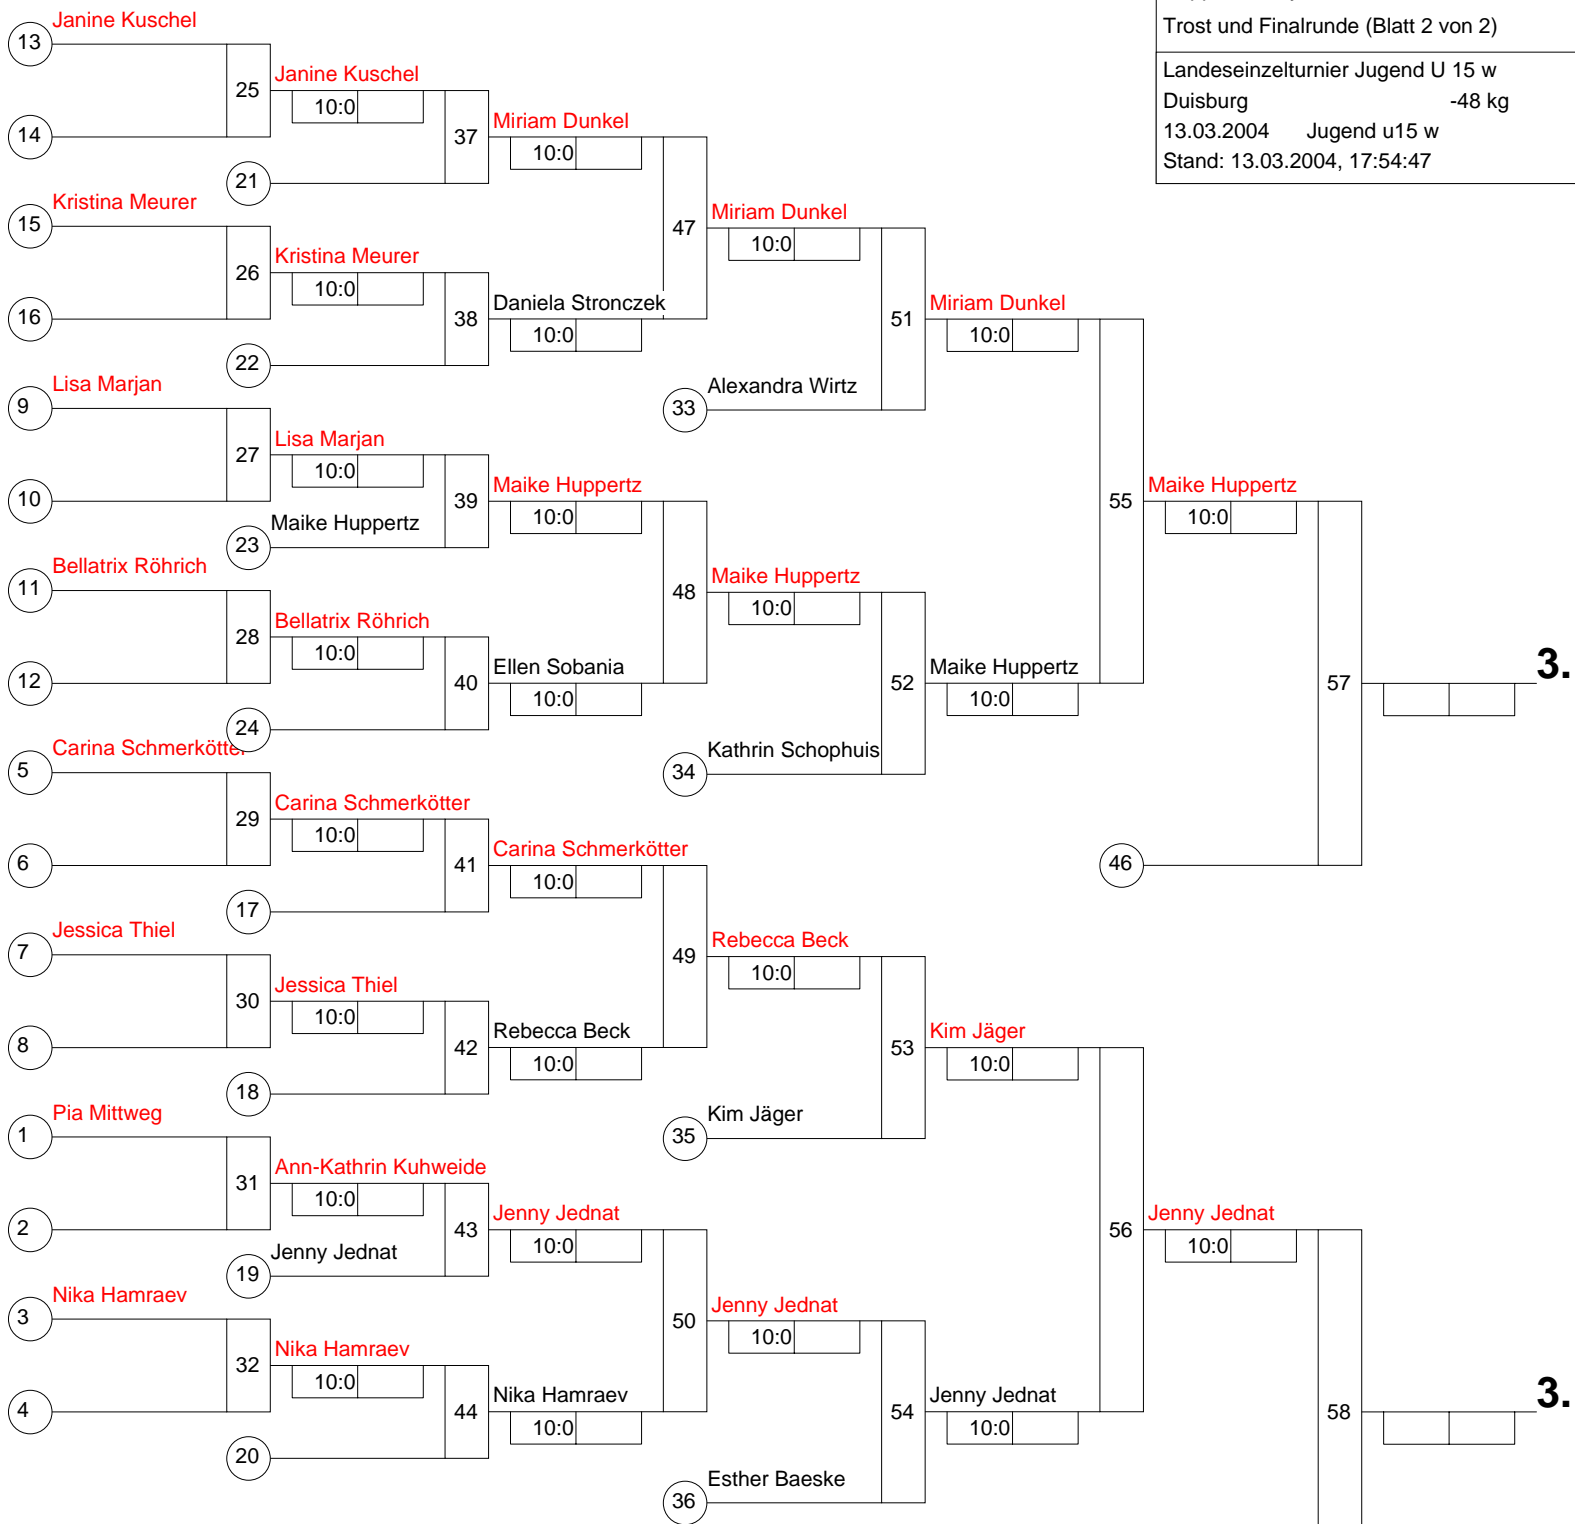 Trost und Finalrunde (Blatt 2 von 2)
Landeseinzelturnier Jugend U 15 w
Duisburg -48 kg
13.03.2004 Jugend u15 w
Stand: 13.03.2004, 17:54:47
13 Janine Kuschel
25 Janine Kuschel
10:0
14
37 Miriam Dunkel
10:0
21
15 Kristina Meurer
47 Miriam Dunkel
10:0
26 Kristina Meurer
10:0
16
38 Daniela Stronczek
10:0
51 Miriam Dunkel
10:0
22
9 Lisa Marjan
33 Alexandra Wirtz
27 Lisa Marjan
10:0
10
39 Maike Huppertz
10:0
55 Maike Huppertz
10:0
23 Maike Huppertz
11 Bellatrix Röhrich
48 Maike Huppertz
10:0
28 Bellatrix Röhrich
10:0
12
40 Ellen Sobania
10:0
52 Maike Huppertz
10:0
57 3.
24
5 Carina Schmerkötter
34 Kathrin Schophuis
29 Carina Schmerkötter
10:0
6
41 Carina Schmerkötter
10:0
46
17
7 Jessica Thiel
49 Rebecca Beck
10:0
30 Jessica Thiel
10:0
8
42 Rebecca Beck
10:0
53 Kim Jäger
10:0
18
1 Pia Mittweg
35 Kim Jäger
31 Ann-Kathrin Kuhweide
10:0
2
43 Jenny Jednat
10:0
56 Jenny Jednat
10:0
19 Jenny Jednat
3 Nika Hamraev
50 Jenny Jednat
10:0
32 Nika Hamraev
10:0
4
44 Nika Hamraev
10:0
54 Jenny Jednat
10:0
58 3.
20
36 Esther Baeske